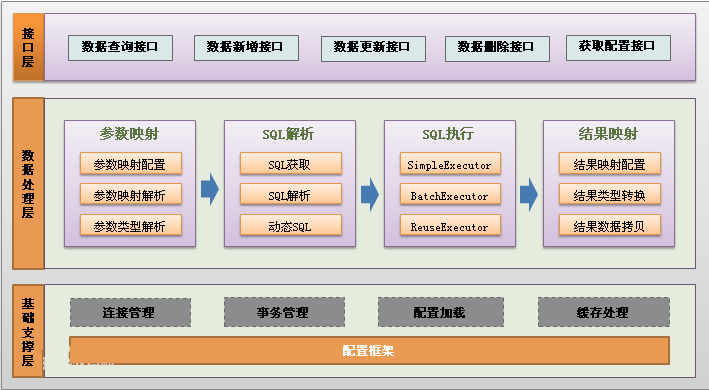 接口层
数据查询接口
数据新增接口
数据更新接口
数据删除接口
获取配置接口
数据处理层
参数映射
参数映射配置
参数映射解析
参数类型解析
SQL解析
SQL获取
SQL解析
动态SQL
SQL执行
SimpleExecutor
BatchExecutor
ReuseExecutor
结果映射
结果映射配置
结果类型转换
结果数据拷贝
基础支撑层
连接管理
事务管理
配置加载
缓存处理
配置框架